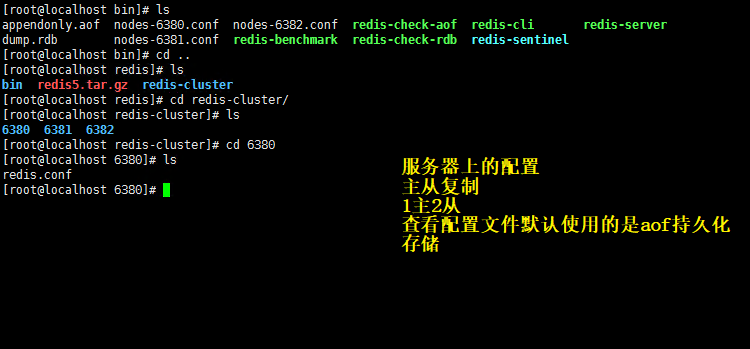 [root@localhost bin]# ls
appendonly.aof nodes-6380.conf nodes-6382.conf redis-check-aof redis-cli redis-server
dump.rdb nodes-6381.conf redis-benchmark redis-check-rdb redis-sentinel
[root@localhost bin]# cd ..
[root@localhost redis]# ls
bin redis5.tar.gz redis-cluster
[root@localhost redis]# cd redis-cluster/
[root@localhost redis-cluster]# ls
6380 6381 6382
[root@localhost redis-cluster]# cd 6380
[root@localhost 6380]# ls
redis.conf
[root@localhost 6380]#
服务器上的配置
主从复制
1主2从
查看配置文件默认使用的是aof持久化
存储